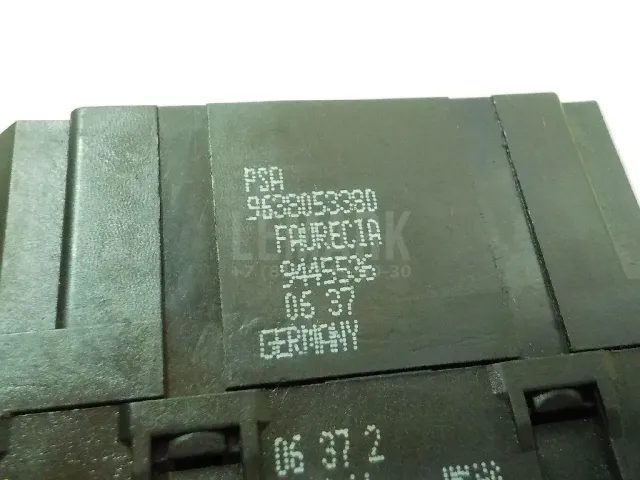 PSA
9638053380
FAURECIA
9445536
06 37
GERMANY
06 37 2